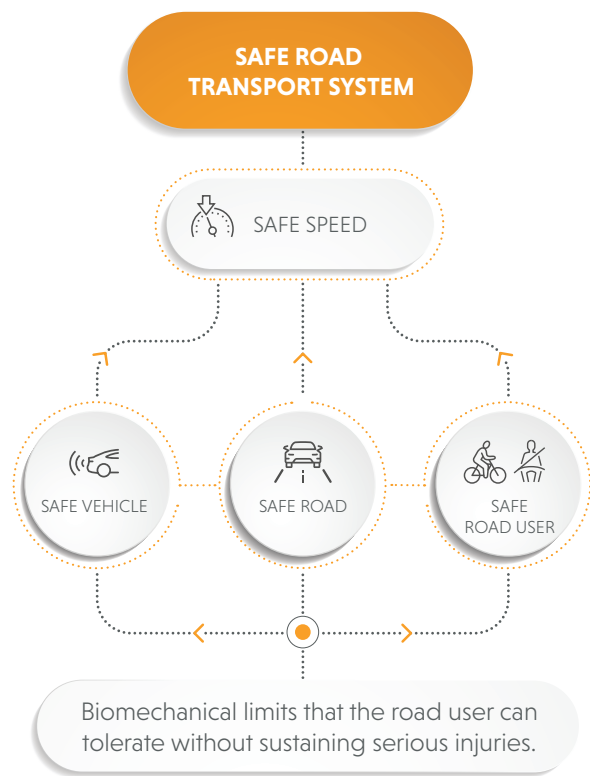 SAFE ROAD
TRANSPORT SYSTEM
SAFE SPEED
SAFE VEHICLE
SAFE ROAD
SAFE
ROAD USER
Biomechanical limits that the road user can
tolerate without sustaining serious injuries.